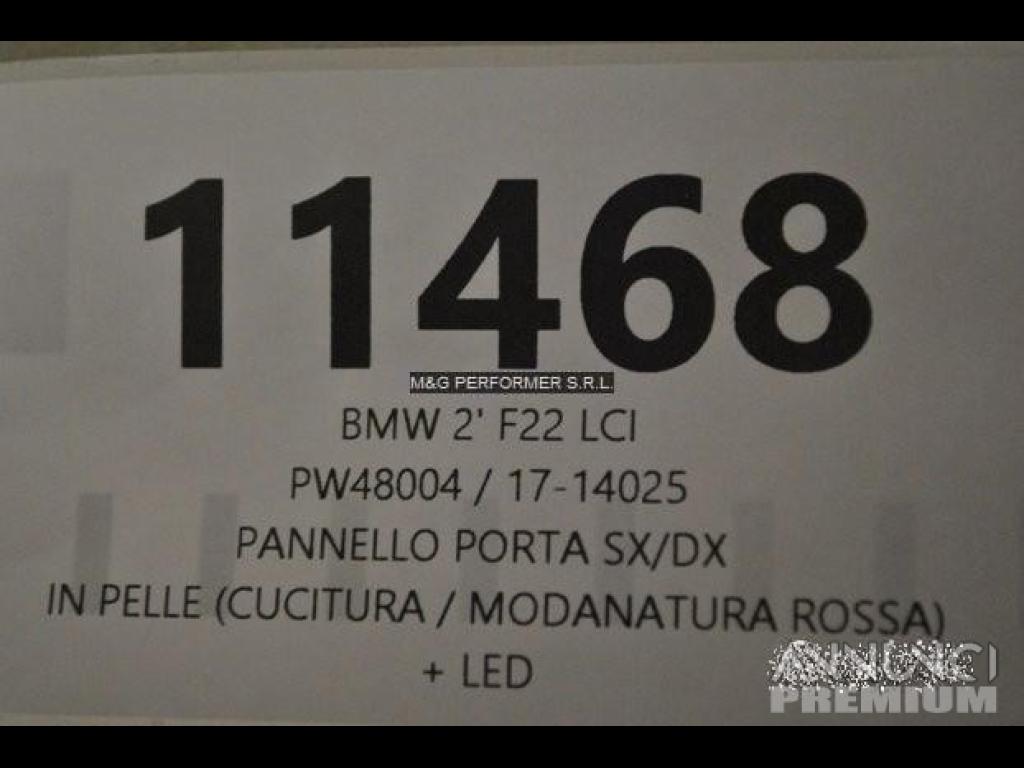 11468
M&G PERFORMER S.R.L.
BMW 2' F22 LCI
PW48004 / 17-14025
PANNELLO PORTA SX/DX
IN PELLE (CUCITURA / MODANATURA ROSSA)
+ LED
ANNUNCI
PREMIUM